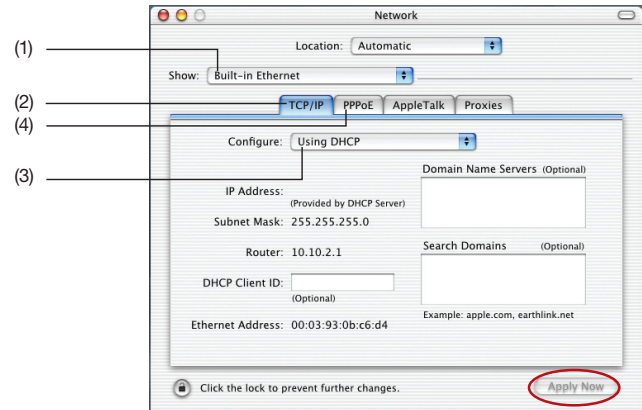 Network
Location: Automatic
(1)
Show: Built-in Ethernet
(2)
TCP/IP PPPoE AppleTalk Proxies
(4)
Configure: Using DHCP
(3)
Domain Name Servers (Optional)
IP Address:
(Provided by DHCP Server)
Subnet Mask: 255.255.255.0
Router: 10.10.2.1
Search Domains (Optional)
DHCP Client ID:
(Optional)
Example: apple.com, earthlink.net
Ethernet Address: 00:03:93:0b:c6:d4
Click the lock to prevent further changes.
Apply Now